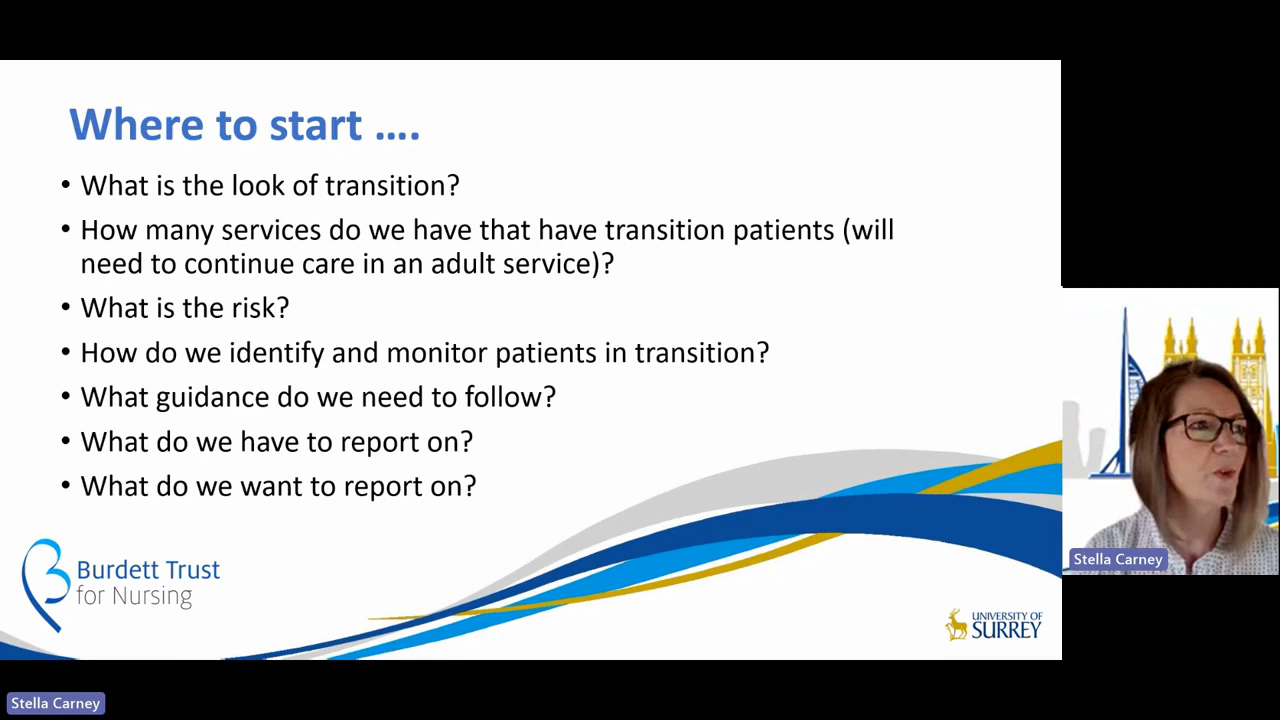 Where to start ....
• What is the look of transition?
• How many services do we have that have transition patients (will
need to continue care in an adult service)?
• What is the risk?
• How do we identify and monitor patients in transition?
• What guidance do we need to follow?
• What do we have to report on?
• What do we want to report on?
Burdett Trust
for Nursing
UNIVERSITY OF
SURREY
Stella Carney
Stella Carney